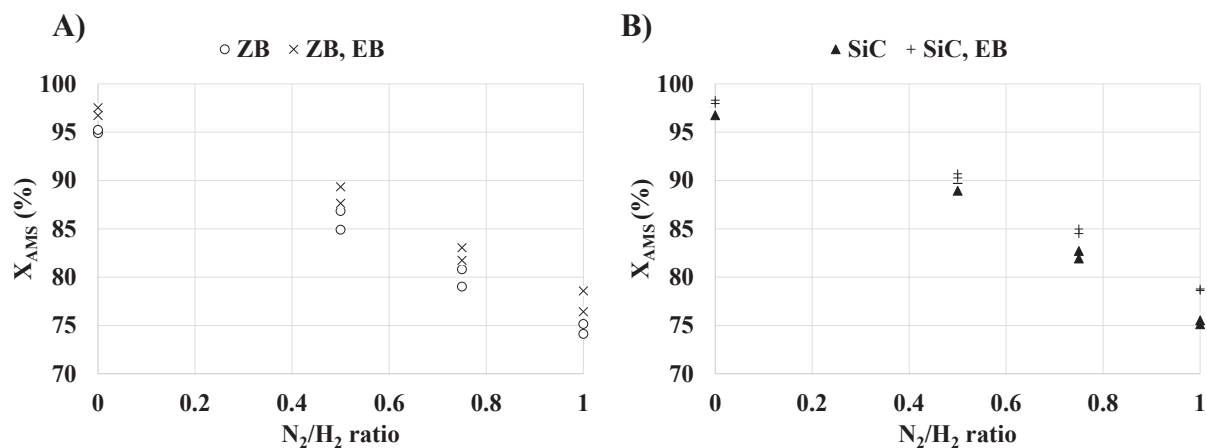 A)
○ ZB × ZB, EB
100
95
90
85
80
75
70
X_AMS (%)
0 0.2 0.4 0.6 0.8 1
N₂/H₂ ratio
B)
▲ SiC + SiC, EB
100
95
90
85
80
75
70
X_AMS (%)
0 0.2 0.4 0.6 0.8 1
N₂/H₂ ratio